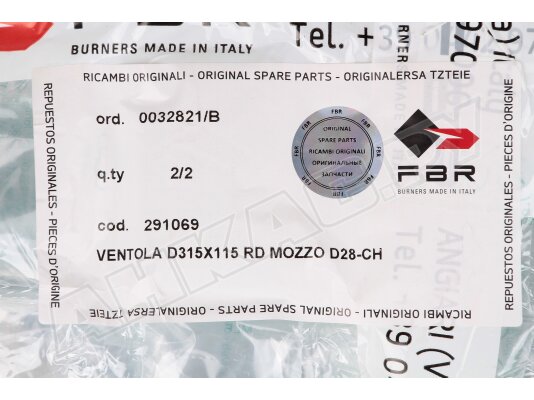 FBR
BURNERS MADE IN ITALY
Tel. +
RICAMBI ORIGINALI - ORIGINAL SPARE PARTS - ORIGINALERSA TZTEIE
REPUESTOS ORIGINALES - PIECES D'ORIGINE
ord. 0032821/B
q.ty 2/2
cod. 291069
VENTOLA D315X115 RD MOZZO D28-CH
FBR
ORIGINAL
SPARE PARTS
RICAMBI ORIGINALI
ОРИГИНАЛЬНЫЕ
ЗАПЧАСТИ
FBR
BURNERS MADE IN ITALY
REPUESTOS ORIGINALES - PIECES D'ORIGINE
RICAMBI ORIGINALI - ORIGINAL SPARE PARTS - ORIGINALERSA TZTEIE